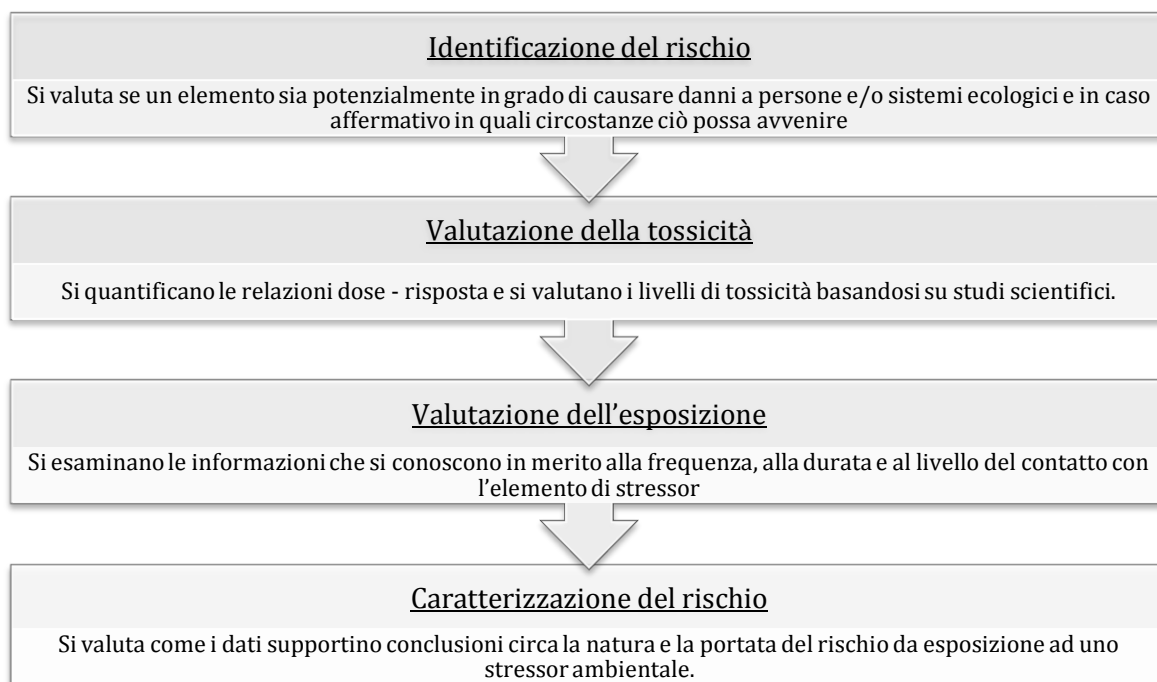 Identificazione del rischio
Si valuta se un elemento sia potenzialmente in grado di causare danni a persone e/o sistemi ecologici e in caso
affermativo in quali circostanze ciò possa avvenire
Valutazione della tossicità
Si quantificano le relazioni dose - risposta e si valutano i livelli di tossicità basandosi su studi scientifici.
Valutazione dell’esposizione
Si esaminano le informazioni che si conoscono in merito alla frequenza, alla durata e al livello del contatto con
l’elemento di stressor
Caratterizzazione del rischio
Si valuta come i dati supportino conclusioni circa la natura e la portata del rischio da esposizione ad uno
stressor ambientale.